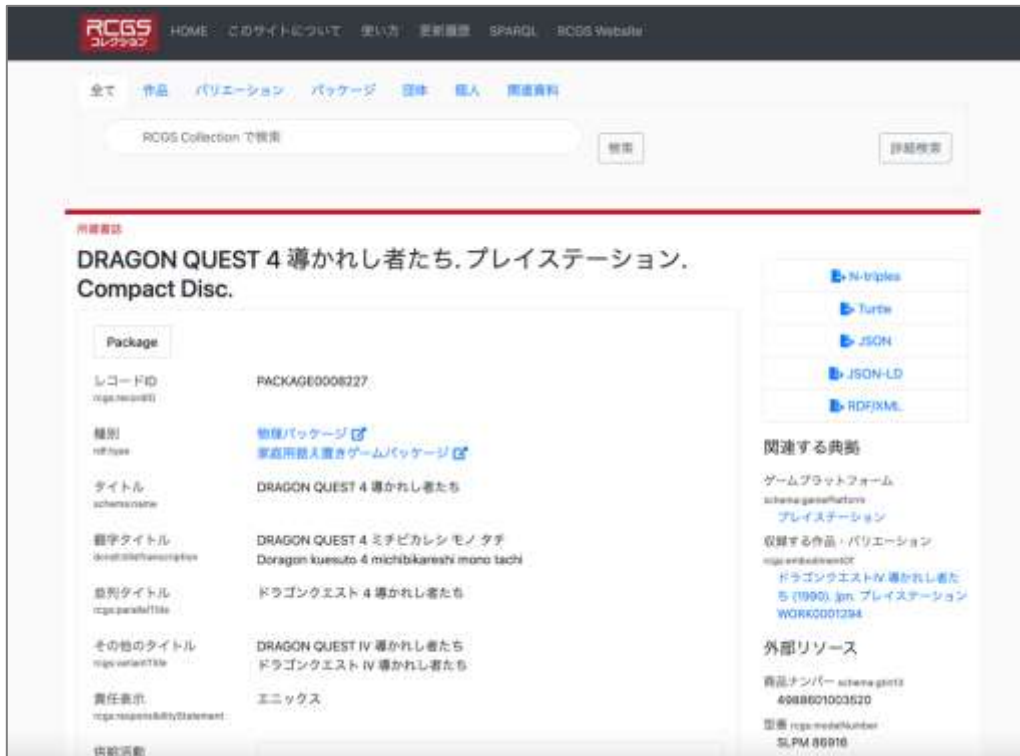 RCGS
コレクション
HOME このサイトについて 使い方 更新履歴 SPARQL RCGS Website
全て 作品 バリエーション パッケージ 団体 個人 関連資料
RCGS Collection で検索
検索
詳細検索
所蔵書誌
DRAGON QUEST 4 導かれし者たち. プレイステーション.
Compact Disc.
Package
レコードID
rcgs:recordID
PACKAGE0008227
種別
rdf:type
物理パッケージ
家庭用据え置きゲームパッケージ
タイトル
schema:name
DRAGON QUEST 4 導かれし者たち
翻字タイトル
dcndl:titleTranscription
DRAGON QUEST 4 ミチビカレシ モノ タチ
Doragon kuesuto 4 michibikareshi mono tachi
並列タイトル
rcgs:parallelTitle
ドラゴンクエスト 4 導かれし者たち
その他のタイトル
rcgs:variantTitle
DRAGON QUEST IV 導かれし者たち
ドラゴンクエスト IV 導かれし者たち
責任表示
rcgs:responsibilityStatement
エニックス
供給活動
N-triples
Turtle
JSON
JSON-LD
RDF/XML
関連する典拠
ゲームプラットフォーム
schema:gamePlatform
プレイステーション
収録する作品・バリエーション
rcgs:embodimentOf
ドラゴンクエストIV 導かれし者た
ち (1990). jpn. プレイステーション
WORK0001294
外部リソース
商品ナンバー schema:gtin13
4988601003520
型番 rcgs:modelNumber
SLPM 86916